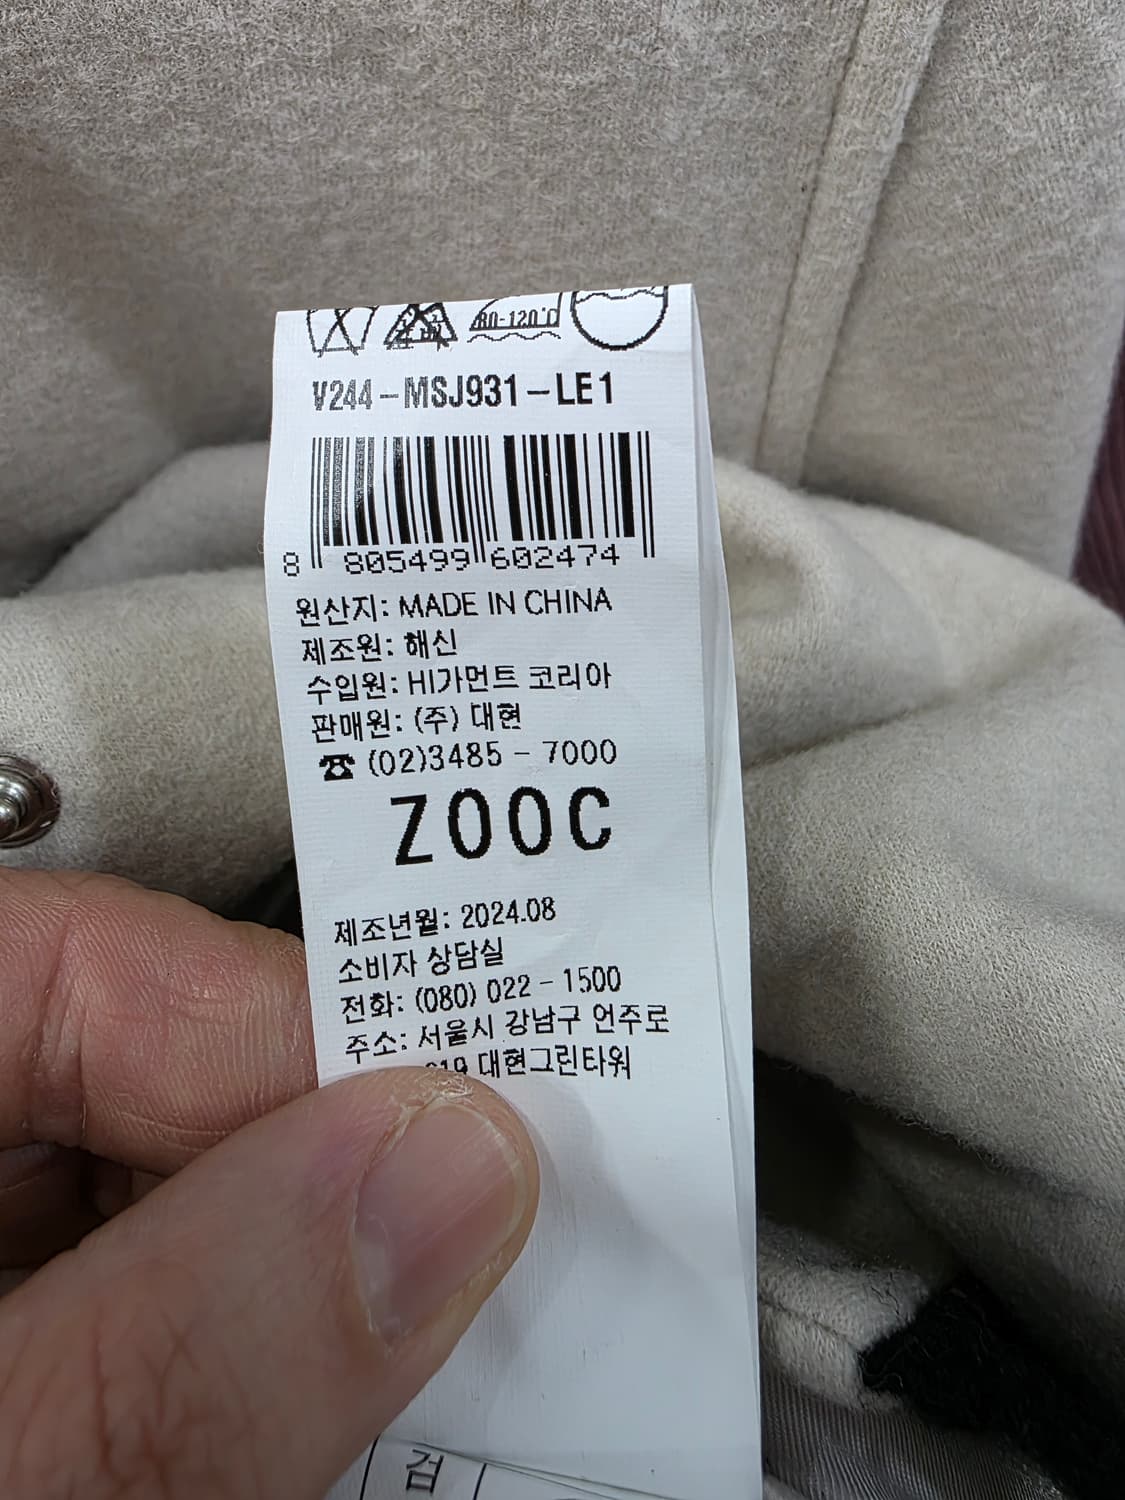 80-120℃
V244-MSJ931-LE1
8 805499 602474
원산지: MADE IN CHINA
제조원: 해신
수입원: HI가먼트 코리아
판매원: (주) 대현
☎ (02)3485 - 7000
ZOOC
제조년월: 2024.08
소비자 상담실
전화: (080) 022 - 1500
주소: 서울시 강남구 언주로
대현그린타워
검